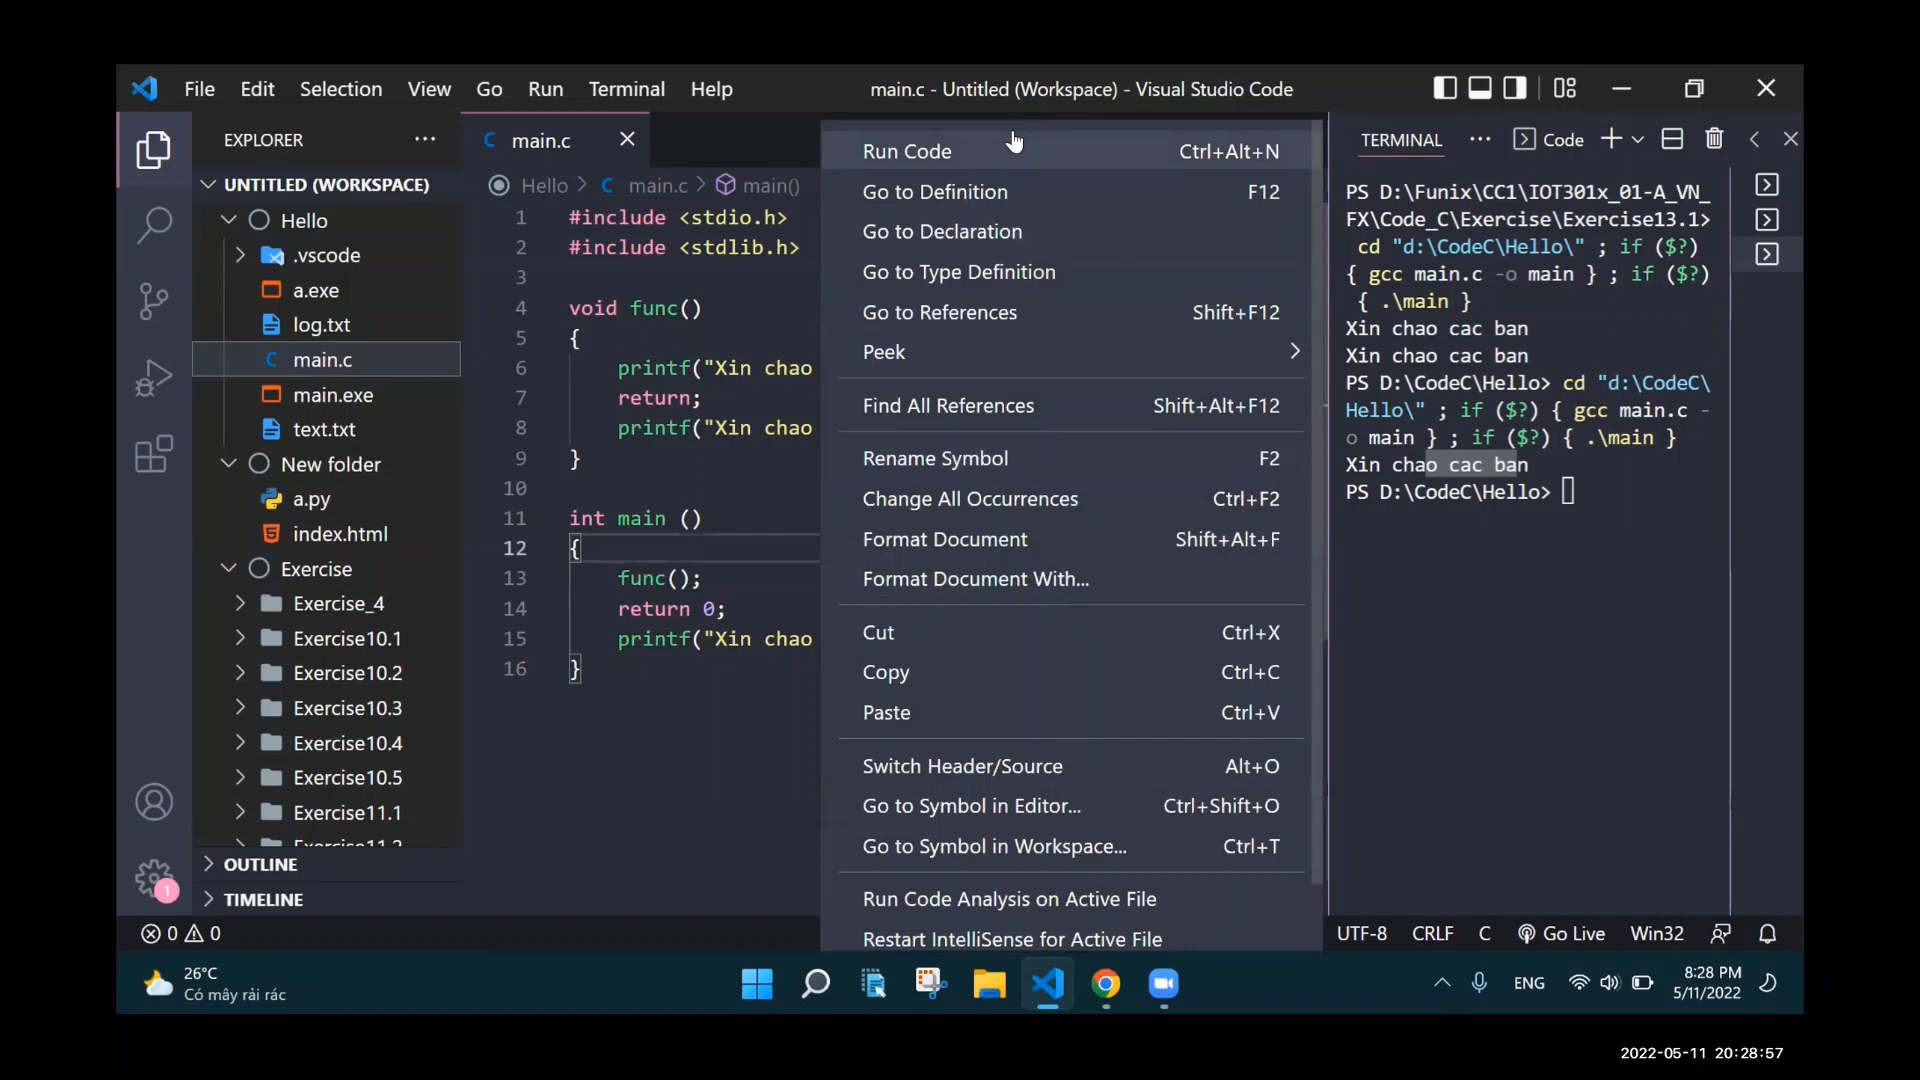 File Edit Selection View Go Run Terminal Help
main.c - Untitled (Workspace) - Visual Studio Code
EXPLORER
UNTITLED (WORKSPACE)
Hello
.vscode
a.exe
log.txt
main.c
main.exe
text.txt
New folder
a.py
index.html
Exercise
Exercise_4
Exercise10.1
Exercise10.2
Exercise10.3
Exercise10.4
Exercise10.5
Exercise11.1
OUTLINE
TIMELINE
1
main.c
Hello > main.c > main()
1 #include <stdio.h>
2 #include <stdlib.h>
3
4 void func()
5 {
6 printf("Xin chao
7 return;
8 printf("Xin chao
9 }
10
11 int main ()
12 {
13 func();
14 return 0;
15 printf("Xin chao
16 }
Run Code Ctrl+Alt+N
Go to Definition F12
Go to Declaration
Go to Type Definition
Go to References Shift+F12
Peek
Find All References Shift+Alt+F12
Rename Symbol F2
Change All Occurrences Ctrl+F2
Format Document Shift+Alt+F
Format Document With...
Cut Ctrl+X
Copy Ctrl+C
Paste Ctrl+V
Switch Header/Source Alt+O
Go to Symbol in Editor... Ctrl+Shift+O
Go to Symbol in Workspace... Ctrl+T
Run Code Analysis on Active File
Restart IntelliSense for Active File
TERMINAL
Code
PS D:\Funix\CC1\IOT301x_01-A_VN_
FX\Code_C\Exercise\Exercise13.1>
cd "d:\CodeC\Hello\" ; if ($?)
{ gcc main.c -o main } ; if ($?)
{ .\main }
Xin chao cac ban
Xin chao cac ban
PS D:\CodeC\Hello> cd "d:\CodeC\
Hello\" ; if ($?) { gcc main.c -
o main } ; if ($?) { .\main }
Xin chao cac ban
PS D:\CodeC\Hello>
0 0
UTF-8 CRLF C Go Live Win32
26°C
Có mây rải rác
ENG
8:28 PM
5/11/2022
2022-05-11 20:28:57